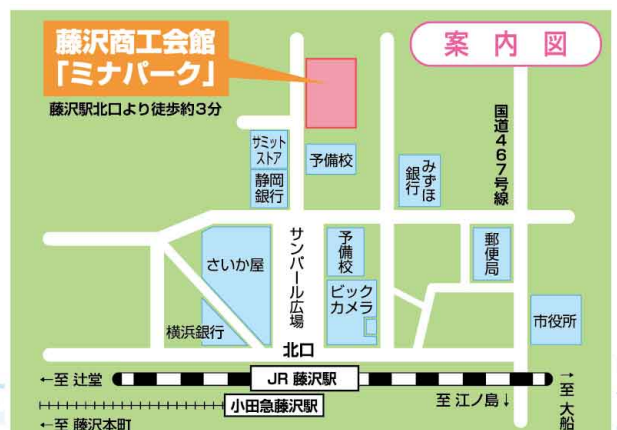 藤沢商工会館
「ミナパーク」
案内図
藤沢駅北口より徒歩約3分
サミット
ストア
静岡
銀行
予備校
みずほ
銀行
国道467号線
さいか屋
横浜銀行
サンパール広場
予備校
ビック
カメラ
郵便局
市役所
北口
←至 辻堂
JR 藤沢駅
小田急藤沢駅
至 江ノ島↓
→至 大船
←至 藤沢本町